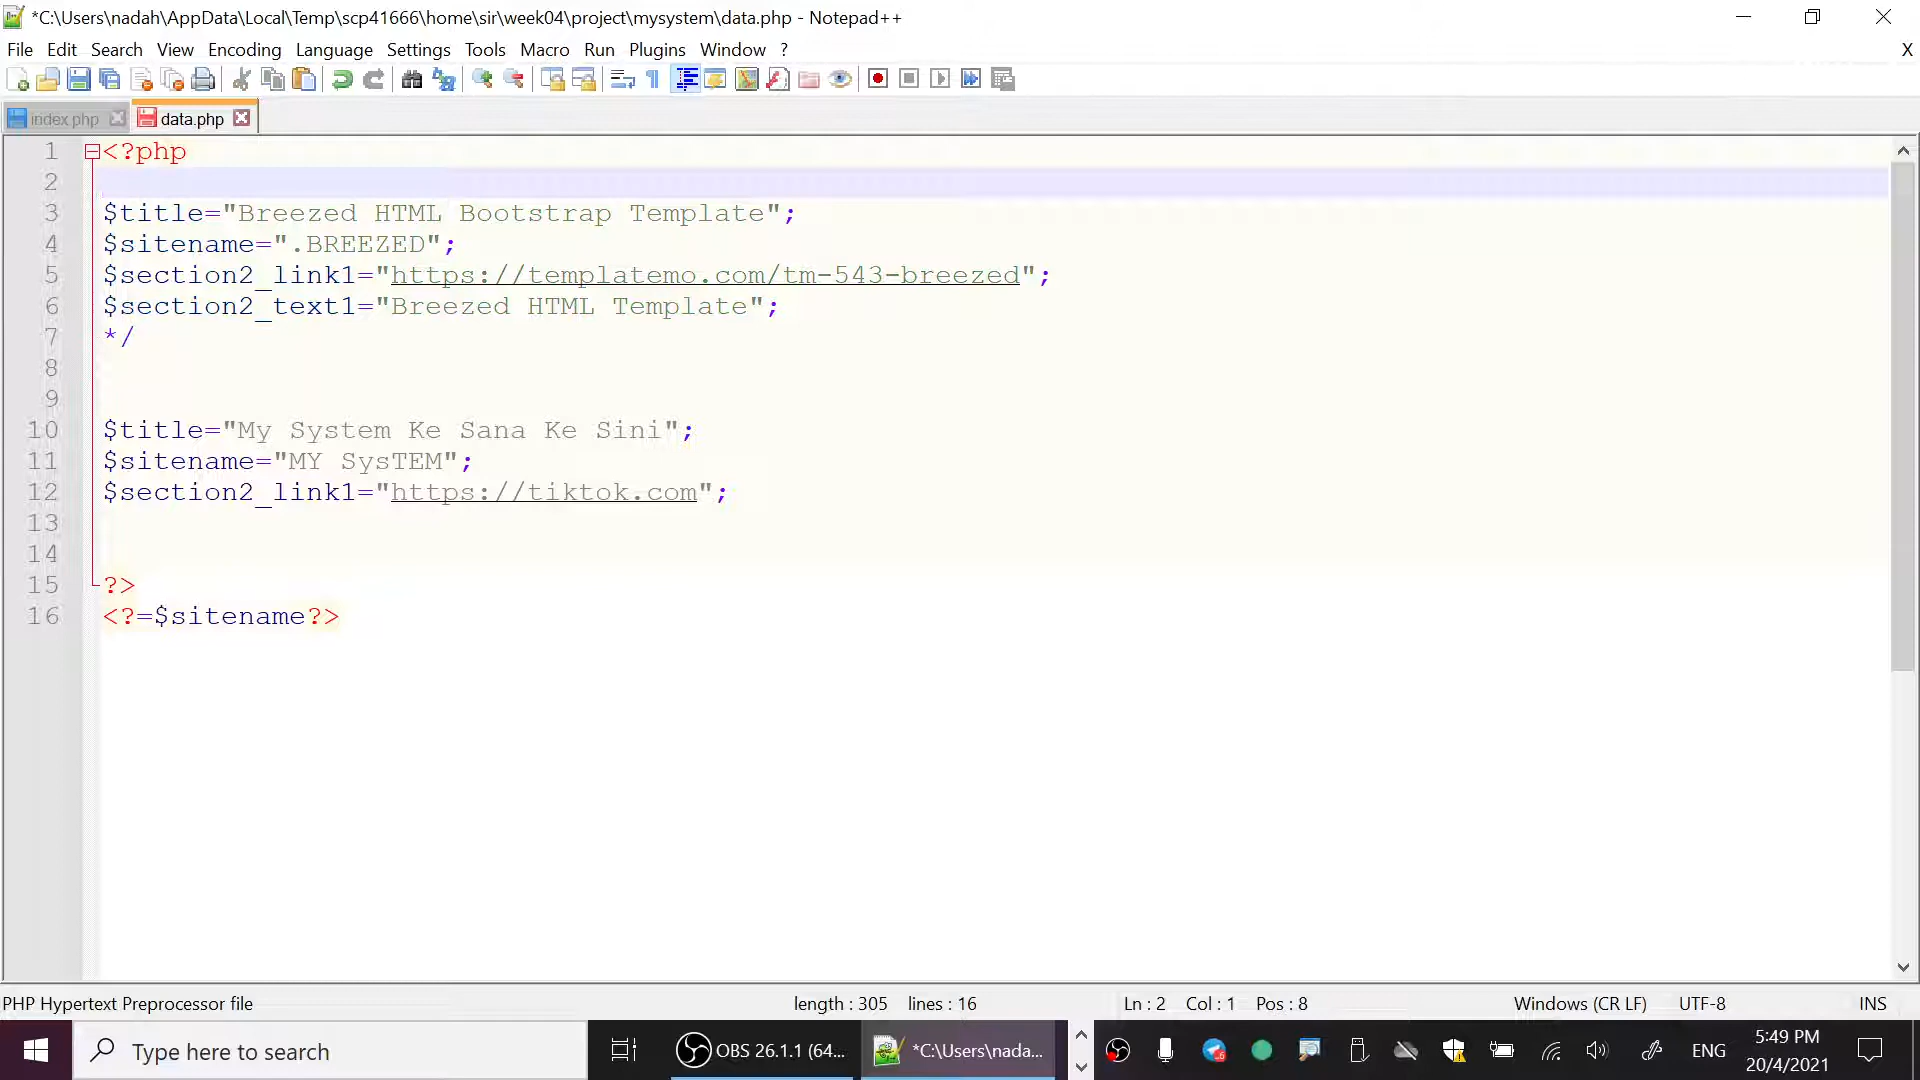 *C:\Users\nadah\AppData\Local\Temp\scp41666\home\sir\week04\project\mysystem\data.php - Notepad++
File Edit Search View Encoding Language Settings Tools Macro Run Plugins Window ? X
index.php data.php
1 <?php
2
3 $title="Breezed HTML Bootstrap Template";
4 $sitename=".BREEZED";
5 $section2_link1="https://templatemo.com/tm-543-breezed";
6 $section2_text1="Breezed HTML Template";
7 */
8
9
10 $title="My System Ke Sana Ke Sini";
11 $sitename="MY SysTEM";
12 $section2_link1="https://tiktok.com";
13
14
15 ?>
16 <?=$sitename?>
PHP Hypertext Preprocessor file length : 305 lines : 16 Ln : 2 Col : 1 Pos : 8 Windows (CR LF) UTF-8 INS
Type here to search OBS 26.1.1 (64... *C:\Users\nada... ENG 5:49 PM
20/4/2021